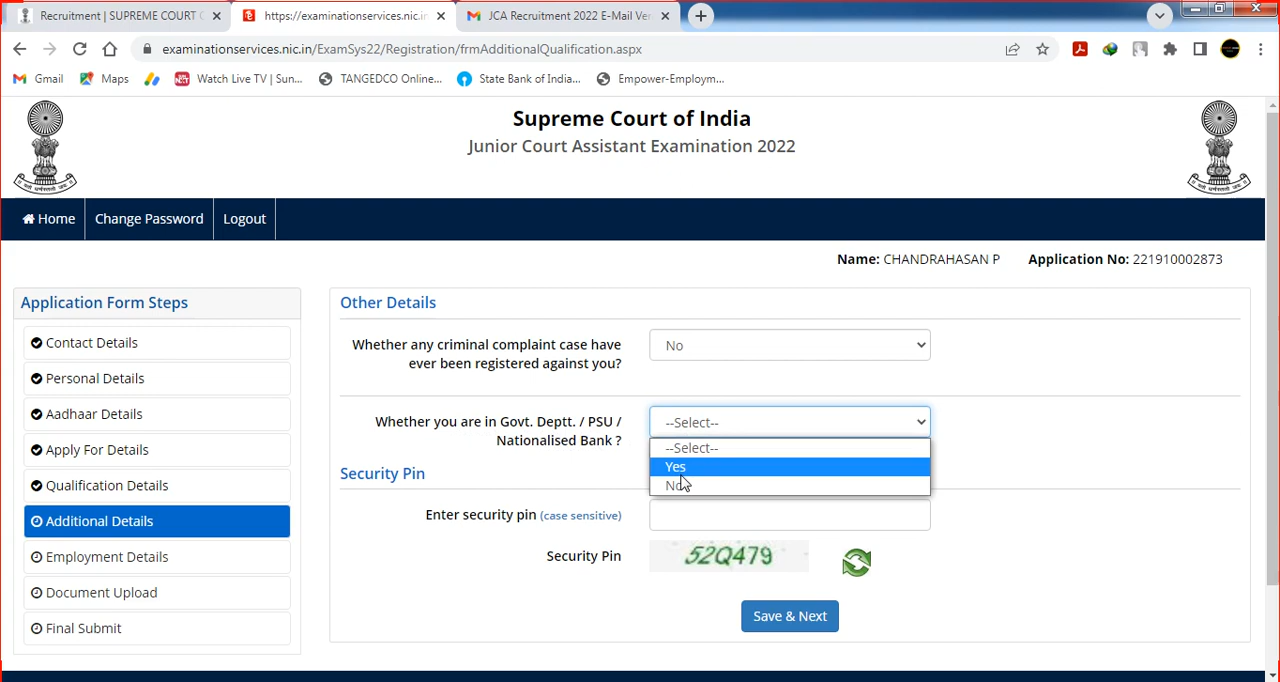 Recruitment | SUPREME COURT
https://examinationservices.nic.in
JCA Recruitment 2022 E-Mail Ver
examinationservices.nic.in/ExamSys22/Registration/frmAdditionalQualification.aspx
Gmail
Maps
Watch Live TV | Sun...
TANGEDCO Online...
State Bank of India...
Empower-Employm...
Supreme Court of India
Junior Court Assistant Examination 2022
Home
Change Password
Logout
Name: CHANDRAHASAN P
Application No: 221910002873
Application Form Steps
Contact Details
Personal Details
Aadhaar Details
Apply For Details
Qualification Details
Additional Details
Employment Details
Document Upload
Final Submit
Other Details
Whether any criminal complaint case have
ever been registered against you?
No
Whether you are in Govt. Deptt. / PSU /
Nationalised Bank ?
--Select--
--Select--
Yes
No
Security Pin
Enter security pin (case sensitive)
Security Pin
52Q479
Save & Next